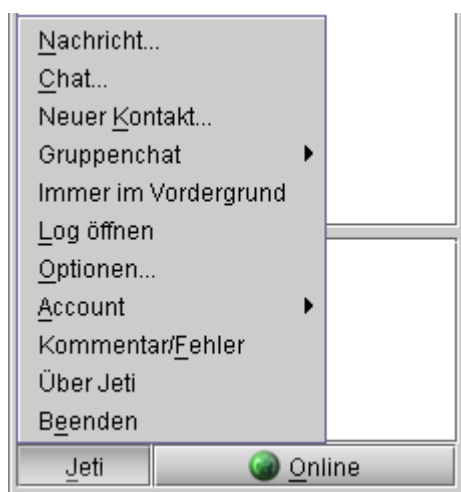 Nachricht...
Chat...
Neuer Kontakt...
Gruppenchat
Immer im Vordergrund
Log öffnen
Optionen...
Account
Kommentar/Fehler
Über Jeti
Beenden
Jeti Online